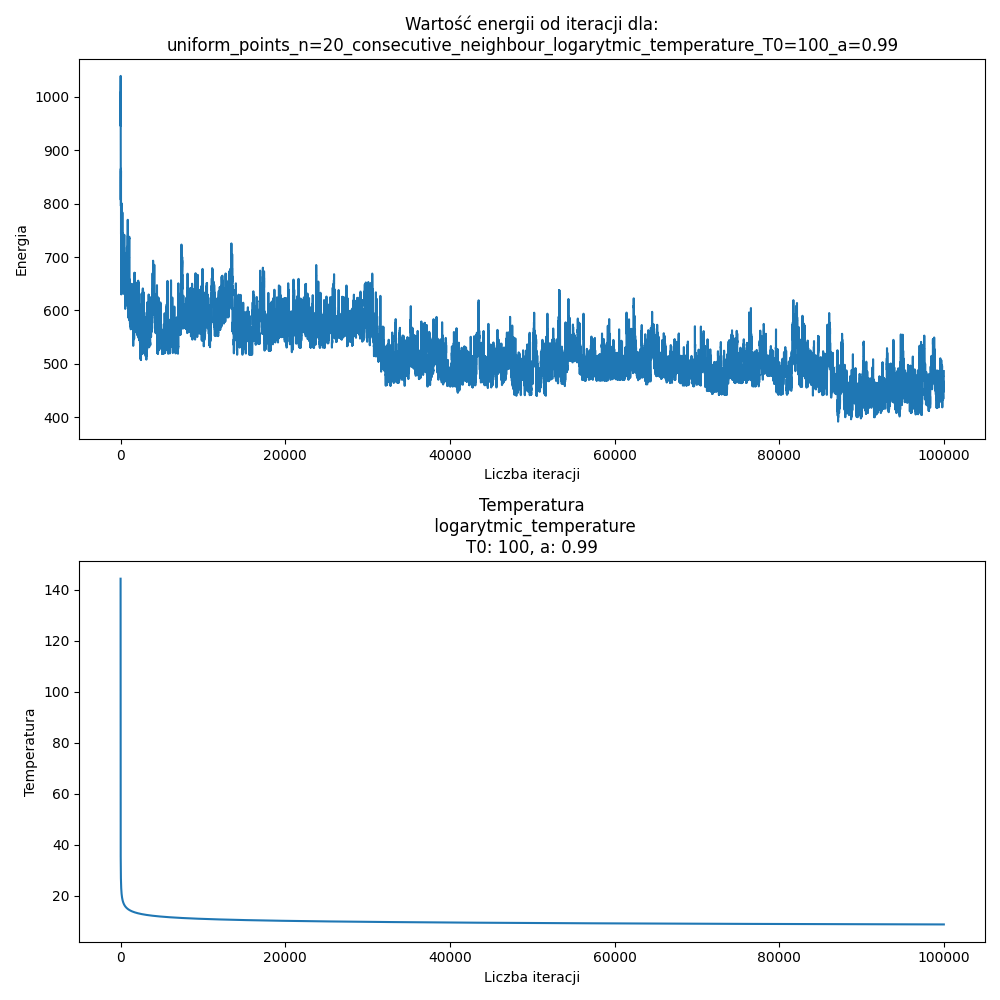 Wartość energii od iteracji dla:
uniform_points_n=20_consecutive_neighbour_logarytmic_temperature_T0=100_a=0.99
1000
900
800
700
600
500
400
Energia
0 20000 40000 60000 80000 100000
Liczba iteracji
Temperatura
logarytmic_temperature
T0: 100, a: 0.99
140
120
100
80
60
40
20
Temperatura
0 20000 40000 60000 80000 100000
Liczba iteracji